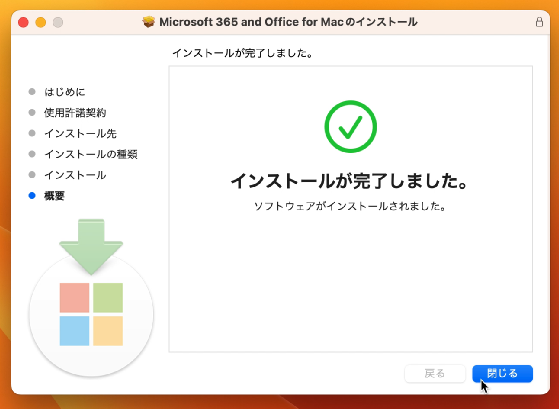 Microsoft 365 and Office for Macのインストール
インストールが完了しました。
はじめに
使用許諾契約
インストール先
インストールの種類
インストール
概要
インストールが完了しました。
ソフトウェアがインストールされました。
戻る
閉じる